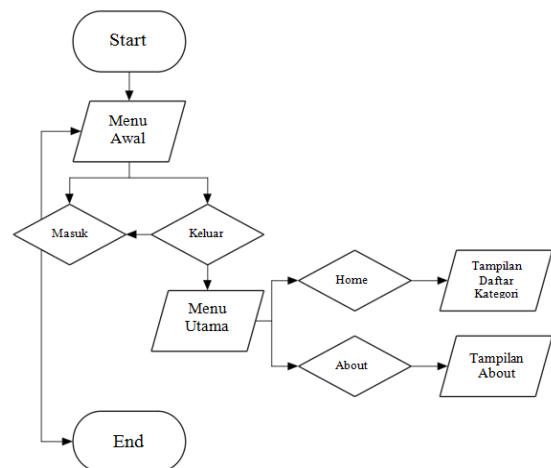 Start
Menu
Awal
Masuk
Keluar
Menu
Utama
Home
Tampilan
Daftar
Kategori
About
Tampilan
About
End